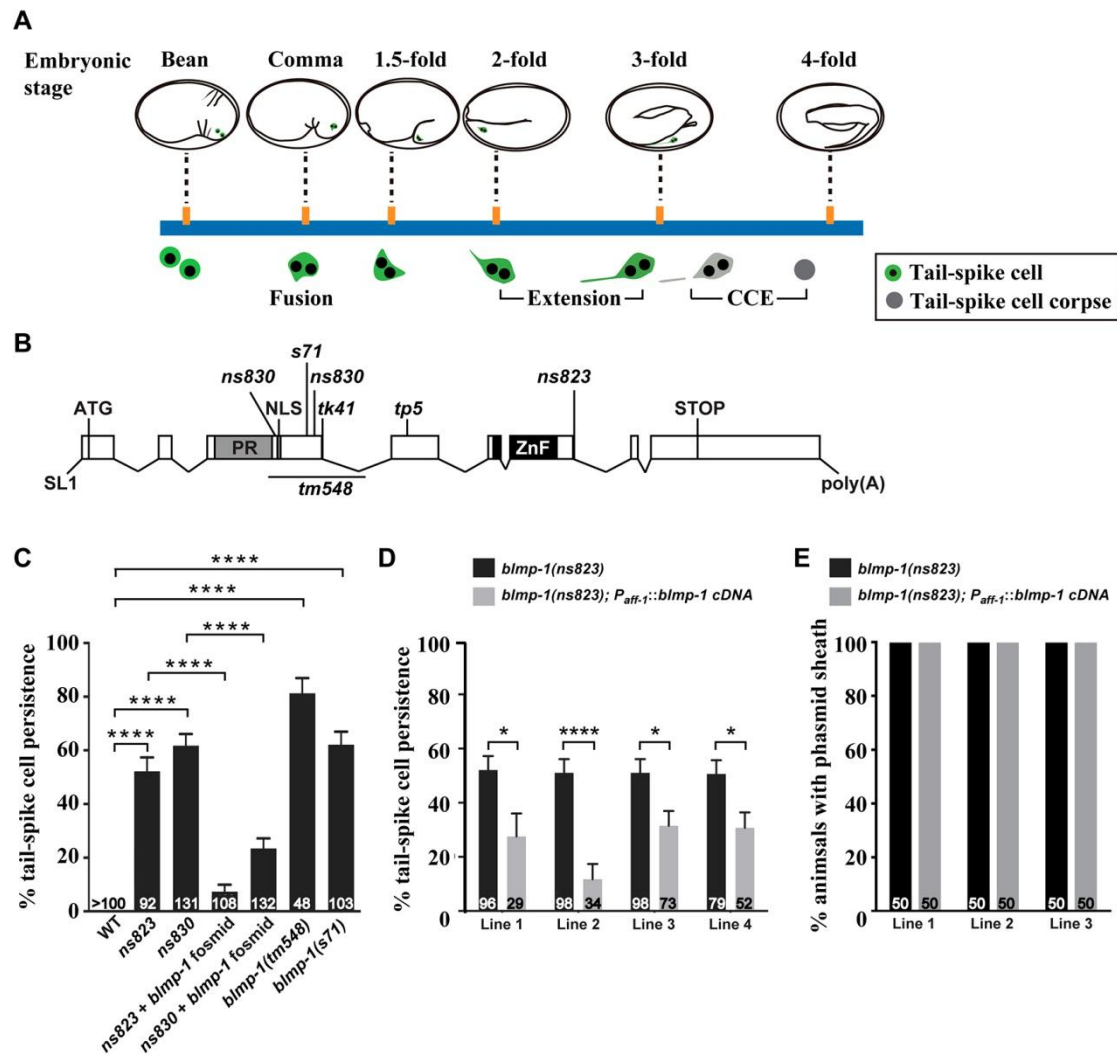 A
Embryonic stage
Bean
Comma
1.5-fold
2-fold
3-fold
4-fold
Fusion
Extension
CCE
Tail-spike cell
Tail-spike cell corpse
B
ATG
ns830
NLS
s71
ns830
tk41
tp5
ns823
STOP
PR
ZnF
SL1
tm548
poly(A)
C
% tail-spike cell persistence
100
80
60
40
20
0
****
****
****
****
****
****
>100
92
131
108
132
48
103
WT
ns823
ns830
ns823 + blmp-1 fosmid
ns830 + blmp-1 fosmid
blmp-1(tm548)
blmp-1(s71)
D
blmp-1(ns823)
blmp-1(ns823); Paff-1::blmp-1 cDNA
% tail-spike cell persistence
100
80
60
40
20
0
*
****
*
*
96
29
98
34
98
73
79
52
Line 1
Line 2
Line 3
Line 4
E
blmp-1(ns823)
blmp-1(ns823); Paff-1::blmp-1 cDNA
% animsals with phasmid sheath
100
80
60
40
20
0
50
50
50
50
50
50
Line 1
Line 2
Line 3